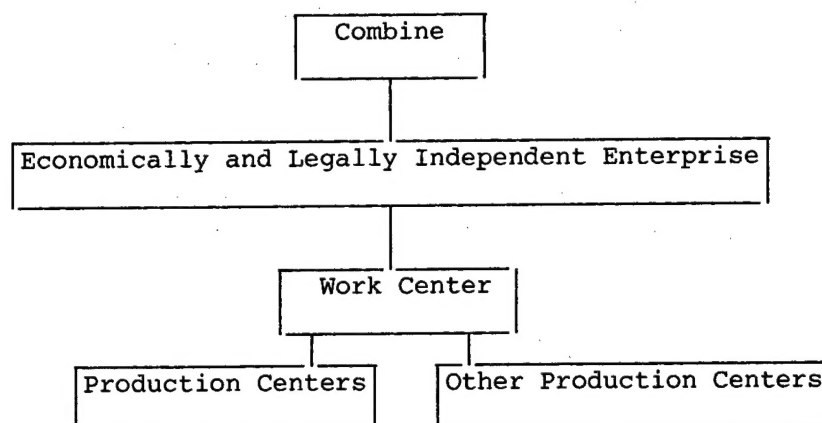 Combine
Economically and Legally Independent Enterprise
Work Center
Production Centers
Other Production Centers